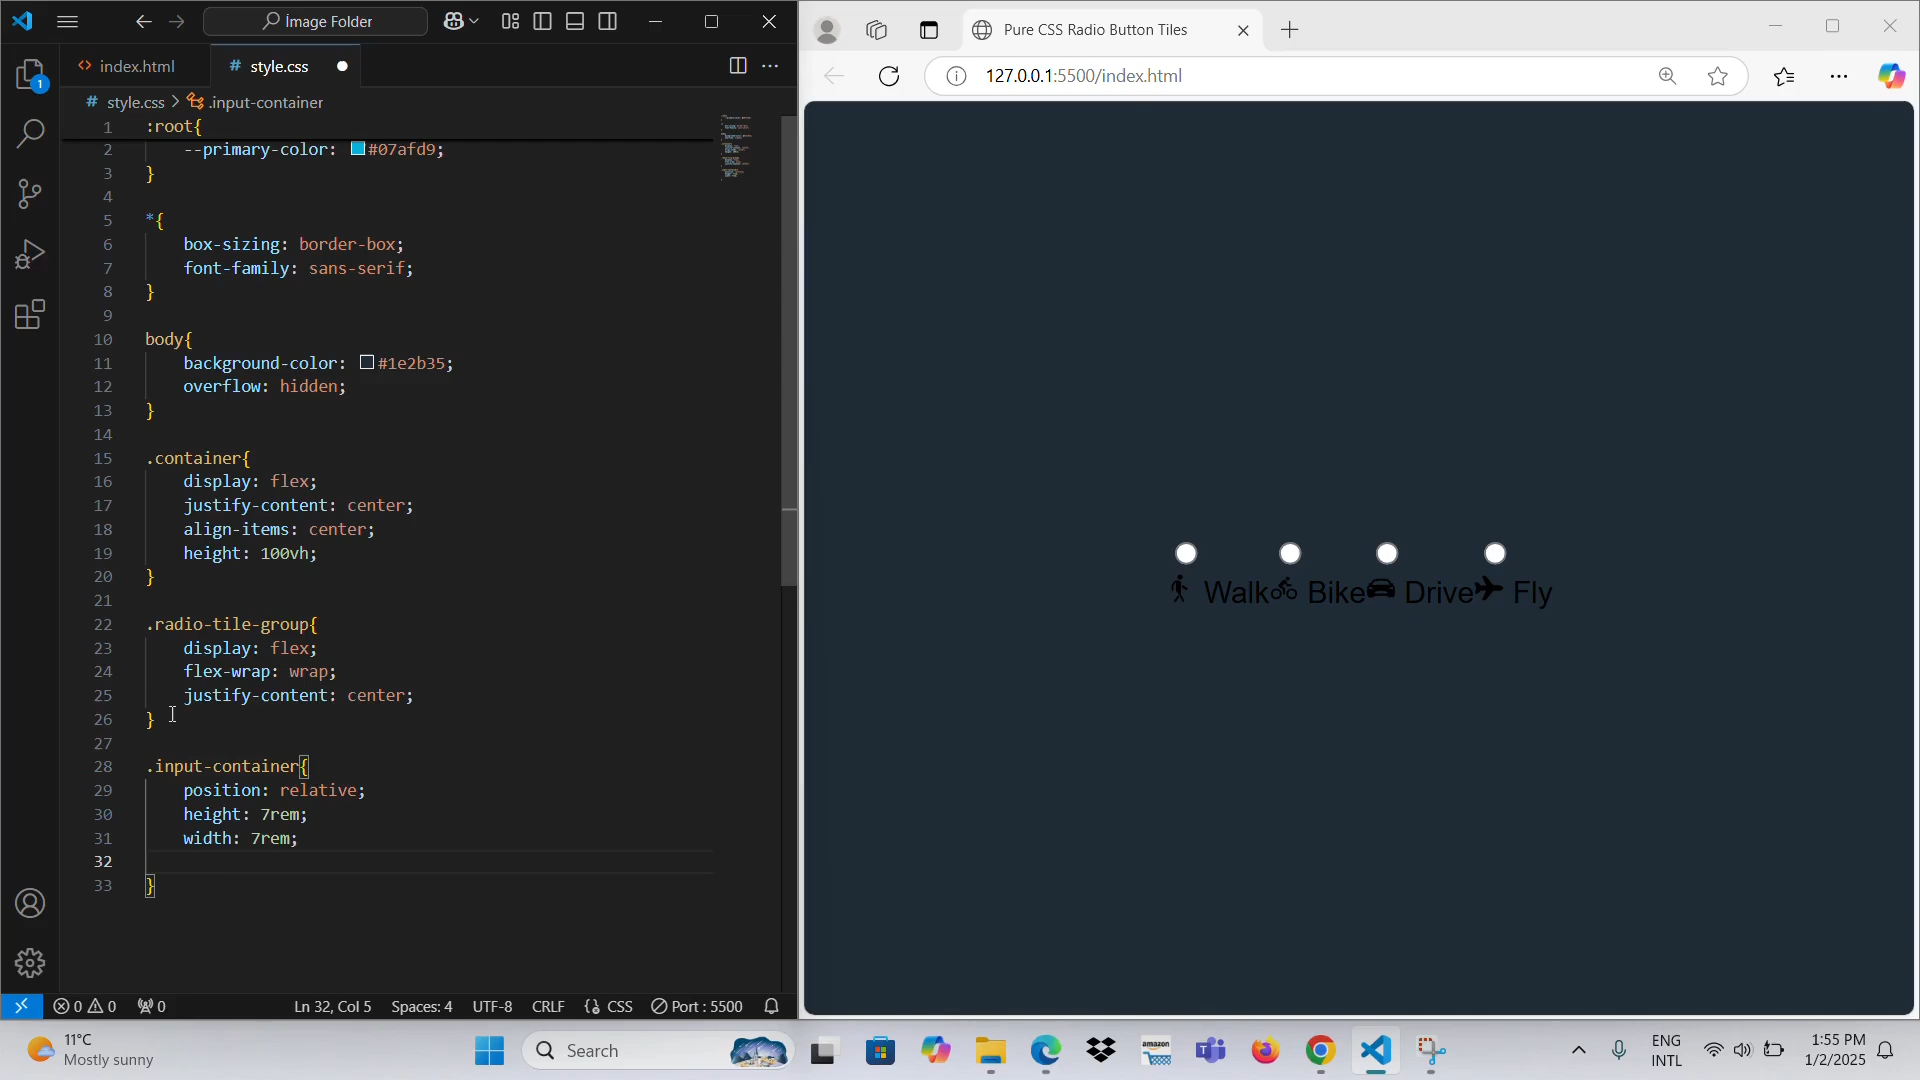 İmage Folder
index.html
# style.css
# style.css > .input-container
1 :root{
2 --primary-color: #07afd9;
3 }
4
5 *{
6 box-sizing: border-box;
7 font-family: sans-serif;
8 }
9
10 body{
11 background-color: #1e2b35;
12 overflow: hidden;
13 }
14
15 .container{
16 display: flex;
17 justify-content: center;
18 align-items: center;
19 height: 100vh;
20 }
21
22 .radio-tile-group{
23 display: flex;
24 flex-wrap: wrap;
25 justify-content: center;
26 }
27
28 .input-container{
29 position: relative;
30 height: 7rem;
31 width: 7rem;
32
33 }
1
0 0 0 Ln 32, Col 5 Spaces: 4 UTF-8 CRLF {} CSS Port : 5500
Pure CSS Radio Button Tiles
127.0.0.1:5500/index.html
Walk Bike Drive Fly
11°C
Mostly sunny
Search
amazon
ENG
INTL
1:55 PM
1/2/2025